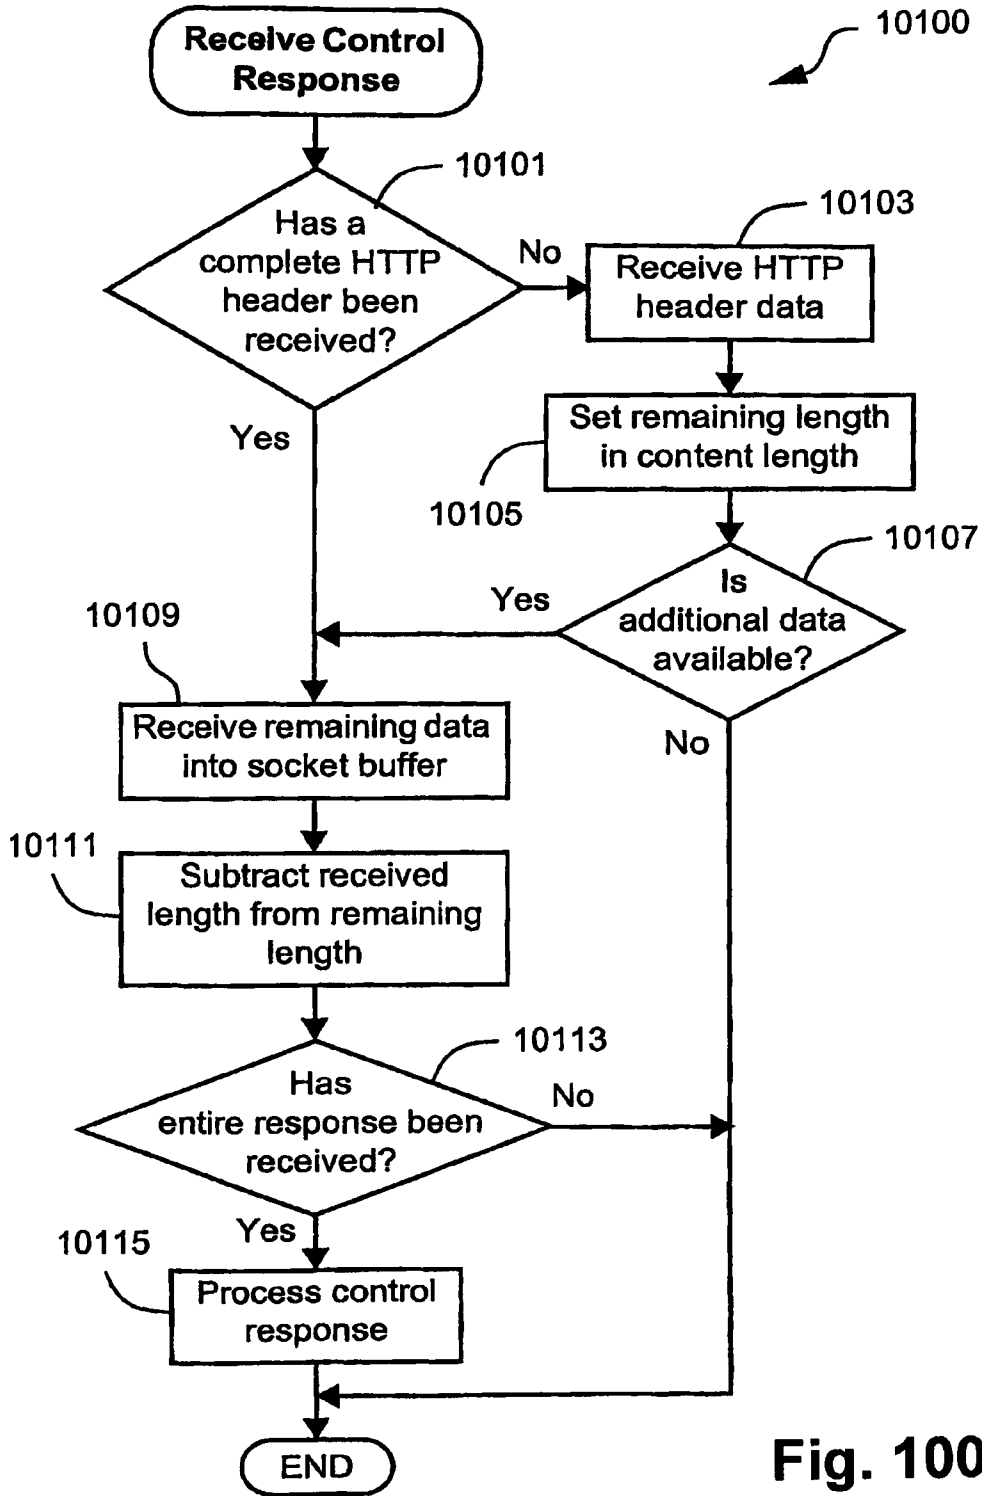 Receive Control
Response
10100
10101
Has a
complete HTTP
header been
received?
No
10103
Receive HTTP
header data
Yes
Set remaining length
in content length
10105
10107
Is
additional data
available?
Yes
No
10109
Receive remaining data
into socket buffer
10111
Subtract received
length from remaining
length
10113
Has
entire response been
received?
No
Yes
10115
Process control
response
END
Fig. 100